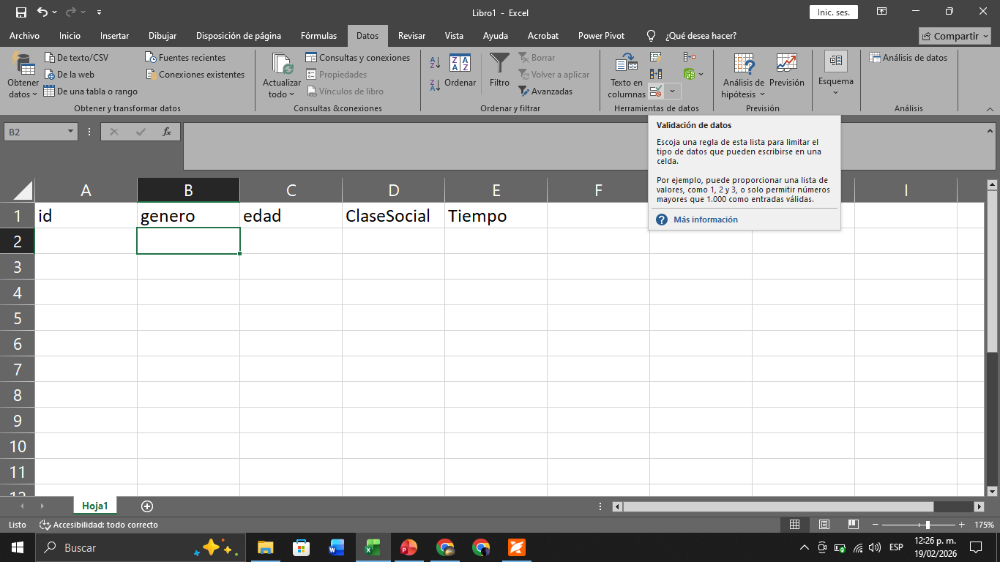 Libro1 - Excel
Inic. ses.
Archivo Inicio Insertar Dibujar Disposición de página Fórmulas Datos Revisar Vista Ayuda Acrobat Power Pivot ¿Qué desea hacer? Compartir
Obtener datos
De texto/CSV
De la web
De una tabla o rango
Fuentes recientes
Conexiones existentes
Obtener y transformar datos
Actualizar todo
Consultas y conexiones
Propiedades
Vínculos de libro
Consultas &conexiones
Ordenar
Filtro
Borrar
Volver a aplicar
Avanzadas
Ordenar y filtrar
Texto en columnas
Herramientas de datos
Análisis de hipótesis
Previsión
Previsión
Esquema
Análisis de datos
Análisis
B2
fx
Validación de datos
Escoja una regla de esta lista para limitar el
tipo de datos que pueden escribirse en una
celda.
Por ejemplo, puede proporcionar una lista de
valores, como 1, 2 y 3, o solo permitir números
mayores que 1.000 como entradas válidas.
Más información
A B C D E F I
1 id genero edad ClaseSocial Tiempo
2
3
4
5
6
7
8
9
10
11
12
Hoja1
Listo Accesibilidad: todo correcto 175%
Buscar
ESP
12:26 p. m.
19/02/2026